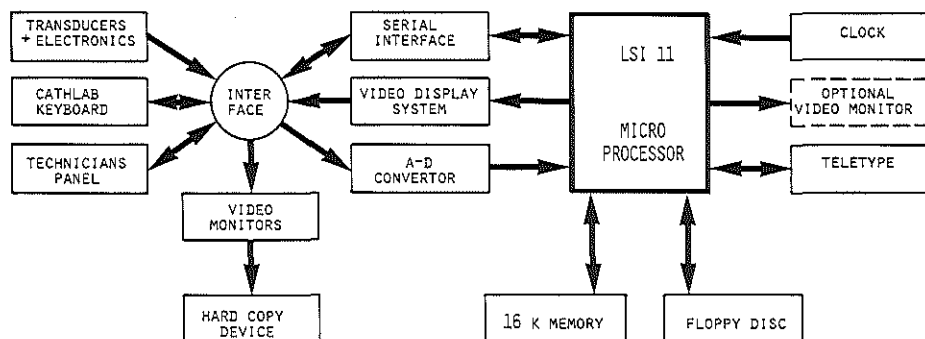 TRANSDUCERS
+ ELECTRONICS
CATHLAB
KEYBOARD
TECHNICIANS
PANEL
INTER
FACE
VIDEO
MONITORS
HARD COPY
DEVICE
SERIAL
INTERFACE
VIDEO DISPLAY
SYSTEM
A-D
CONVERTOR
LSI 11
MICRO
PROCESSOR
16 K MEMORY
FLOPPY DISC
CLOCK
OPTIONAL
VIDEO MONITOR
TELETYPE